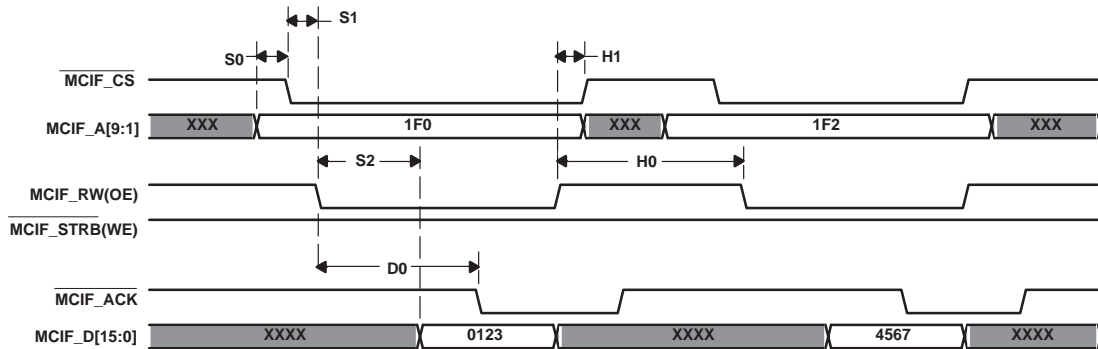 S1
S0
H1
MCIF_CS
MCIF_A[9:1] XXX 1F0 XXX 1F2 XXX
S2
H0
MCIF_RW(OE)
MCIF_STRB(WE)
D0
MCIF_ACK
MCIF_D[15:0] XXXX 0123 XXXX 4567 XXXX